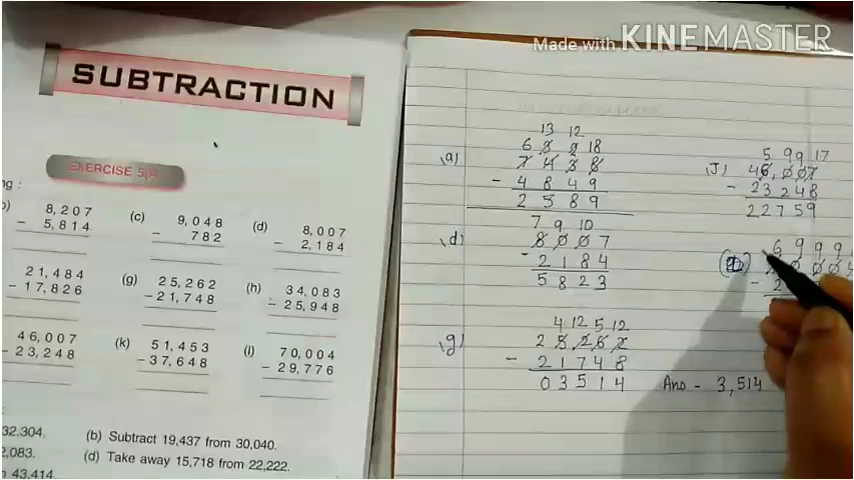 Made with KINEMASTER
SUBTRACTION
EXERCISE 5(A)
ng :
8,207
- 5,814
(c) 9,048
- 782
(d) 8,007
- 2,184
21,484
- 17,826
(g) 25,262
- 21,748
(h) 34,083
- 25,948
46,007
- 23,248
(k) 51,453
- 37,648
(l) 70,004
- 29,776
32,304.
(b) Subtract 19,437 from 30,040.
2,083.
(d) Take away 15,718 from 22,222.
43,414
13 12
6 3 2 18
(a) 7 4 3 8
- 4 8 4 9
2 5 8 9
7 9 10
(d) 8 0 0 7
- 2 1 8 4
5 8 2 3
4 12 5 12
(g) 2 5, 2 6 2
- 2 1 7 4 8
0 3 5 1 4
Ans - 3,514
5 9 9 17
(J) 4 6, 0 0 7
- 2 3 2 4 8
2 2 7 5 9
6 9 9 9
- 2